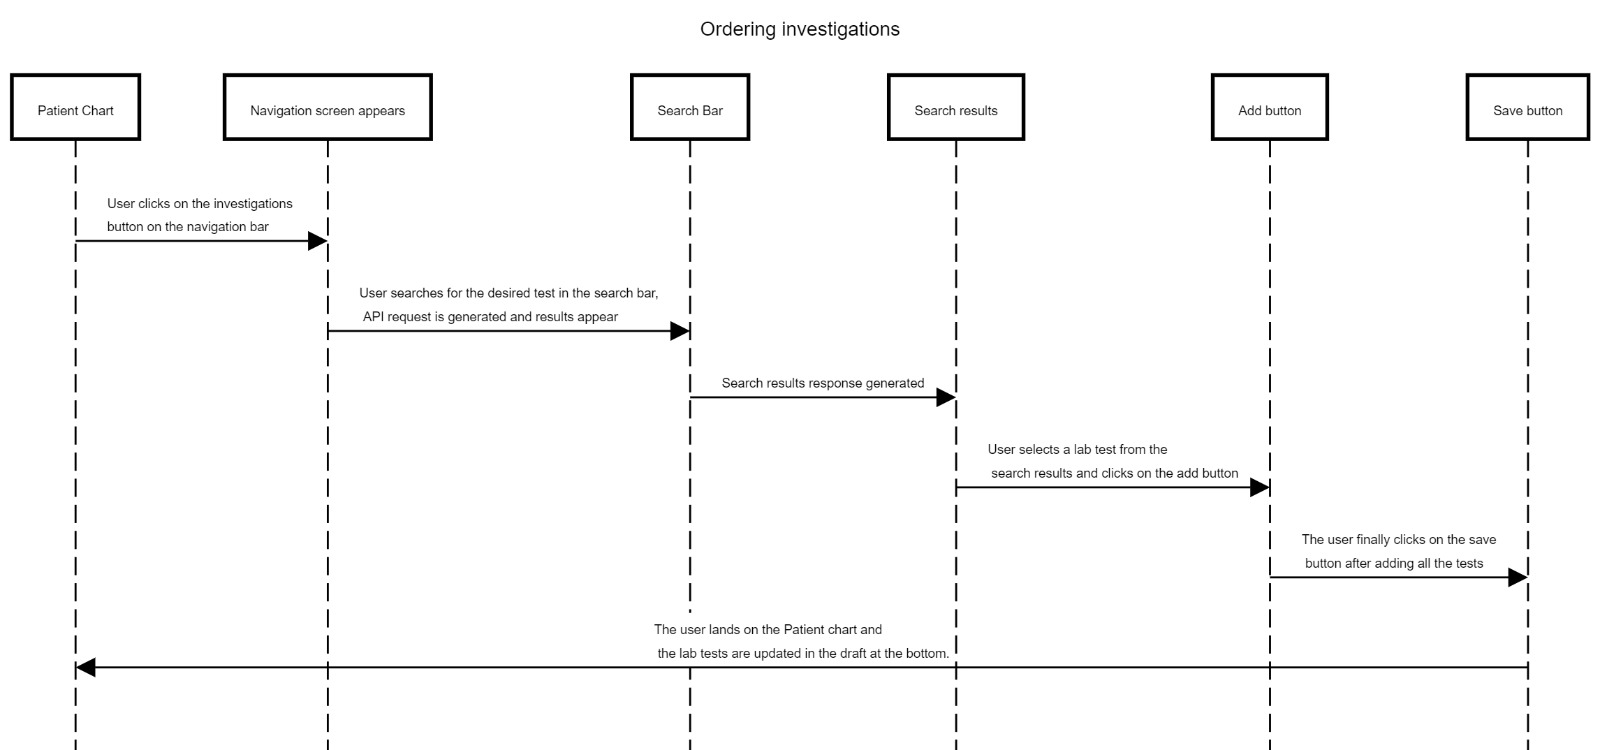 Ordering investigations
Patient Chart
Navigation screen appears
Search Bar
Search results
Add button
Save button
User clicks on the investigations
button on the navigation bar
User searches for the desired test in the search bar,
API request is generated and results appear
Search results response generated
User selects a lab test from the
search results and clicks on the add button
The user finally clicks on the save
button after adding all the tests
The user lands on the Patient chart and
the lab tests are updated in the draft at the bottom.